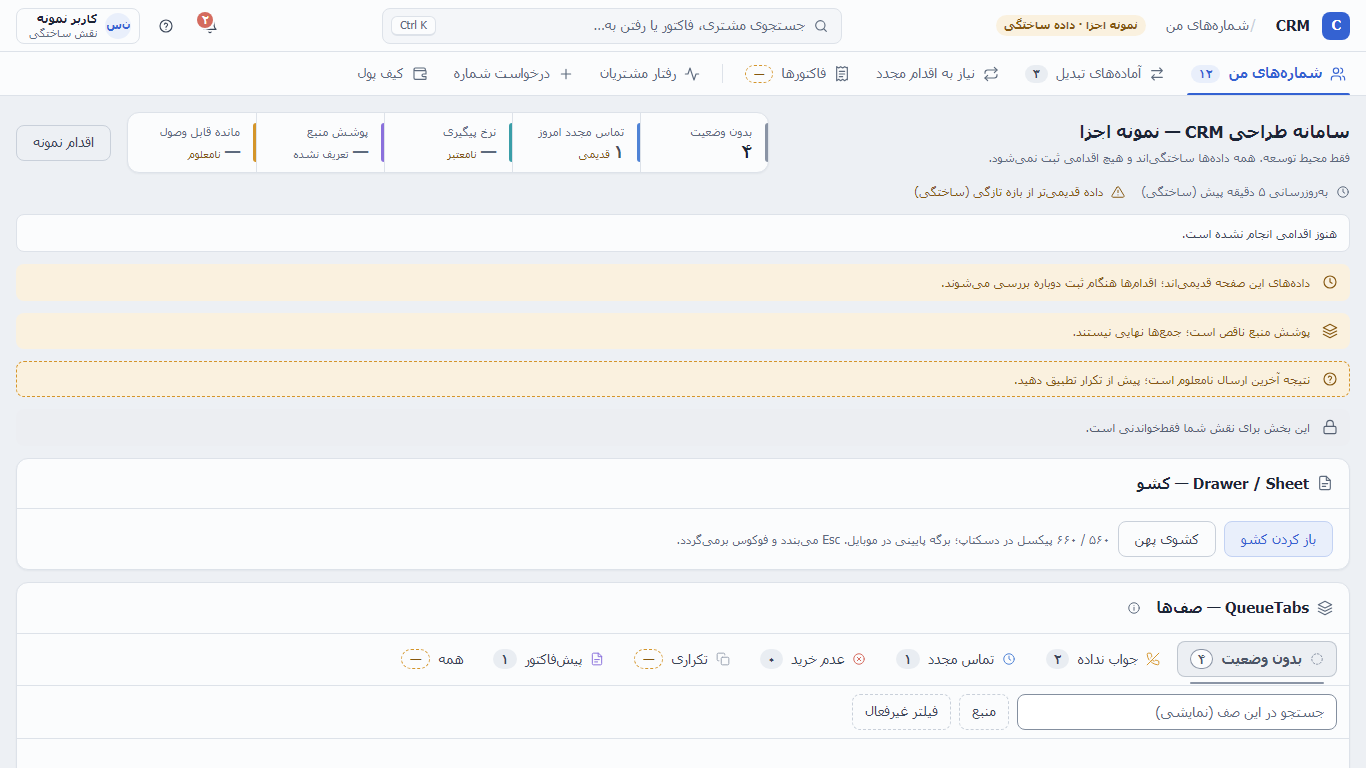 C CRM / شماره‌های من نمونه اجزا · داده ساختگی
جستجوی مشتری، فاکتور یا رفتن به... Ctrl K
۲
ن‌س کاربر نمونه
نقش ساختگی
شماره‌های من ۱۲ آماده‌های تبدیل ۳ نیاز به اقدام مجدد فاکتورها — رفتار مشتریان درخواست شماره کیف پول
سامانه طراحی CRM — نمونه اجزا
فقط محیط توسعه. همه داده‌ها ساختگی‌اند و هیچ اقدامی ثبت نمی‌شود.
بدون وضعیت
۴
تماس مجدد امروز
۱ قدیمی
نرخ پیگیری
— نامعتبر
پوشش منبع
— تعریف نشده
مانده قابل وصول
— نامعلوم
اقدام نمونه
به‌روزرسانی ۵ دقیقه پیش (ساختگی) داده قدیمی‌تر از بازه تازگی (ساختگی)
هنوز اقدامی انجام نشده است.
داده‌های این صفحه قدیمی‌اند؛ اقدام‌ها هنگام ثبت دوباره بررسی می‌شوند.
پوشش منبع ناقص است؛ جمع‌ها نهایی نیستند.
نتیجه آخرین ارسال نامعلوم است؛ پیش از تکرار تطبیق دهید.
این بخش برای نقش شما فقط‌خواندنی است.
Drawer / Sheet — کشو
باز کردن کشو کشوی پهن ۵۶۰ / ۶۶۰ پیکسل در دسکتاپ؛ برگه پایینی در موبایل. Esc می‌بندد و فوکوس برمی‌گردد.
QueueTabs — صف‌ها
بدون وضعیت ۴ جواب نداده ۲ تماس مجدد ۱ عدم خرید ۰ تکراری — پیش‌فاکتور ۱ همه —
جستجو در این صف (نمایشی) منبع فیلتر غیرفعال